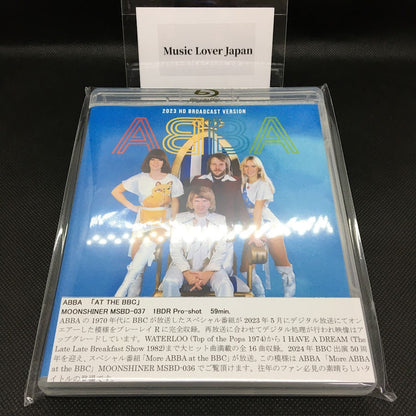 Music Lover Japan
2023 HD BROADCAST VERSION
ABBA
ABBA 「AT THE BBC」
MOONSHINER MSBD-037 1BDR Pro-shot 59min.
ABBA の 1970 年代に BBC が放送したスペシャル番組が 2023 年 5 月にデジタル放送にてオン
エアーした模様をブルーレイ R に完全収録。再放送に合わせてデジタル処理が行われ映像はア
ップグレードしています。WATERLOO (Top of the Pops 1974)から I HAVE A DREAM (The
Late Late Breakfast Show 1982)まで大ヒット曲満載の全 16 曲収録。2024 年 BBC 出演 50 周
年を迎え、スペシャル番組「More ABBA at the BBC」が放送。この模様は ABBA 「More ABBA
at the BBC」MOONSHINER MSBD-036 でご覧頂けます。往年のファン必見の素晴らしいタ